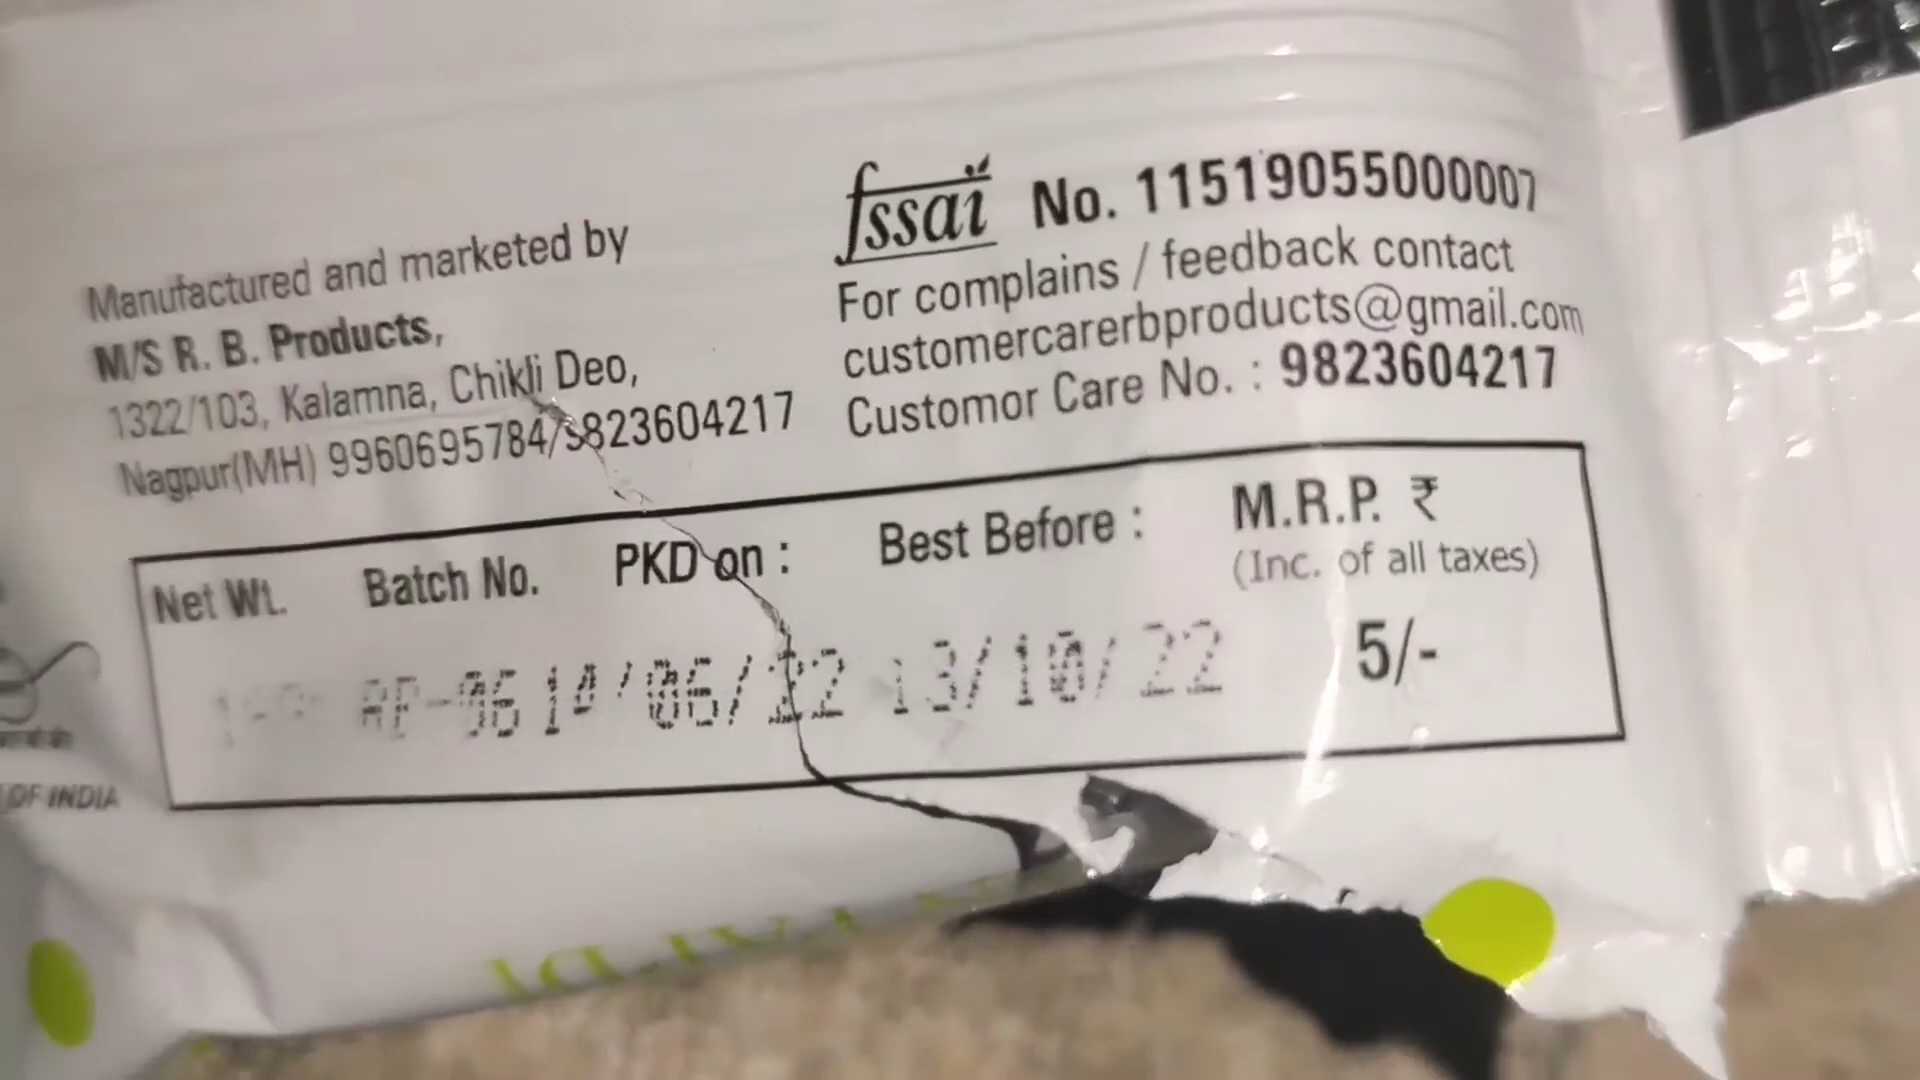 Manufactured and marketed by
M/S R. B. Products,
1322/103, Kalamna, Chikli Deo,
Nagpur(MH) 9960695784/9823604217
fssai No. 11519055000007
For complains / feedback contact
customercarerbproducts@gmail.com
Customor Care No. : 9823604217
Net Wt. Batch No. PKD on : Best Before : M.R.P. ₹
(Inc. of all taxes)
13/10/22 5/-
OF INDIA